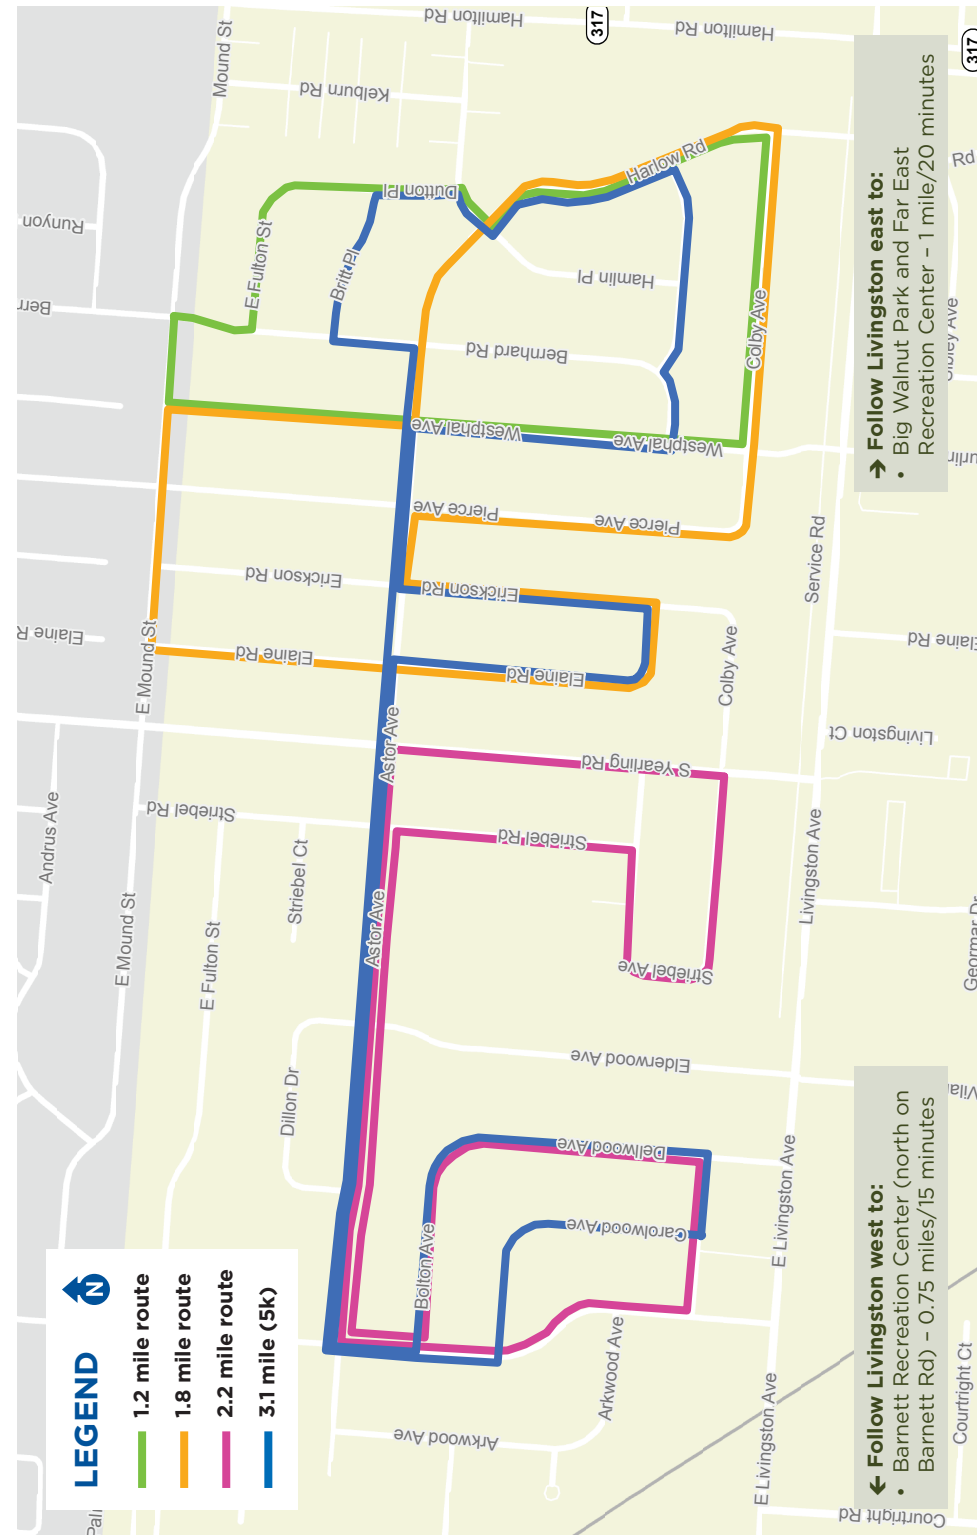 LEGEND
N
1.2 mile route
1.8 mile route
2.2 mile route
3.1 mile (5k)
← Follow Livingston west to:
• Barnett Recreation Center (north on
Barnett Rd) – 0.75 miles/15 minutes
→ Follow Livingston east to:
• Big Walnut Park and Far East
Recreation Center – 1 mile/20 minutes
Andrus Ave
E Mound St
E Mound St
Mound St
Runyon
Berr
Elaine R
Striebel Rd
E Fulton St
Striebel Ct
Dillon Dr
Elaine Rd
Erickson Rd
E Fulton St
Britt Pl
Dutton Pl
Kelburn Rd
Hamilton Rd
Hamilton Rd
317
317
Astor Ave
Astor Ave
Bolton Ave
Arkwood Ave
Arkwood Ave
Carolwood Ave
Dellwood Ave
Elderwood Ave
Striebel Rd
Striebel Ave
S Yearling Rd
Elaine Rd
Erickson Rd
Pierce Ave
Pierce Ave
Westphal Ave
Westphal Ave
Bernhard Rd
Hamlin Pl
Harlow Rd
Colby Ave
Colby Ave
Service Rd
Livingston Ave
E Livingston Ave
E Livingston Ave
Livingston Ct
Elaine Rd
Courtright Rd
Courtright Ct
Geormar Dr
Rd